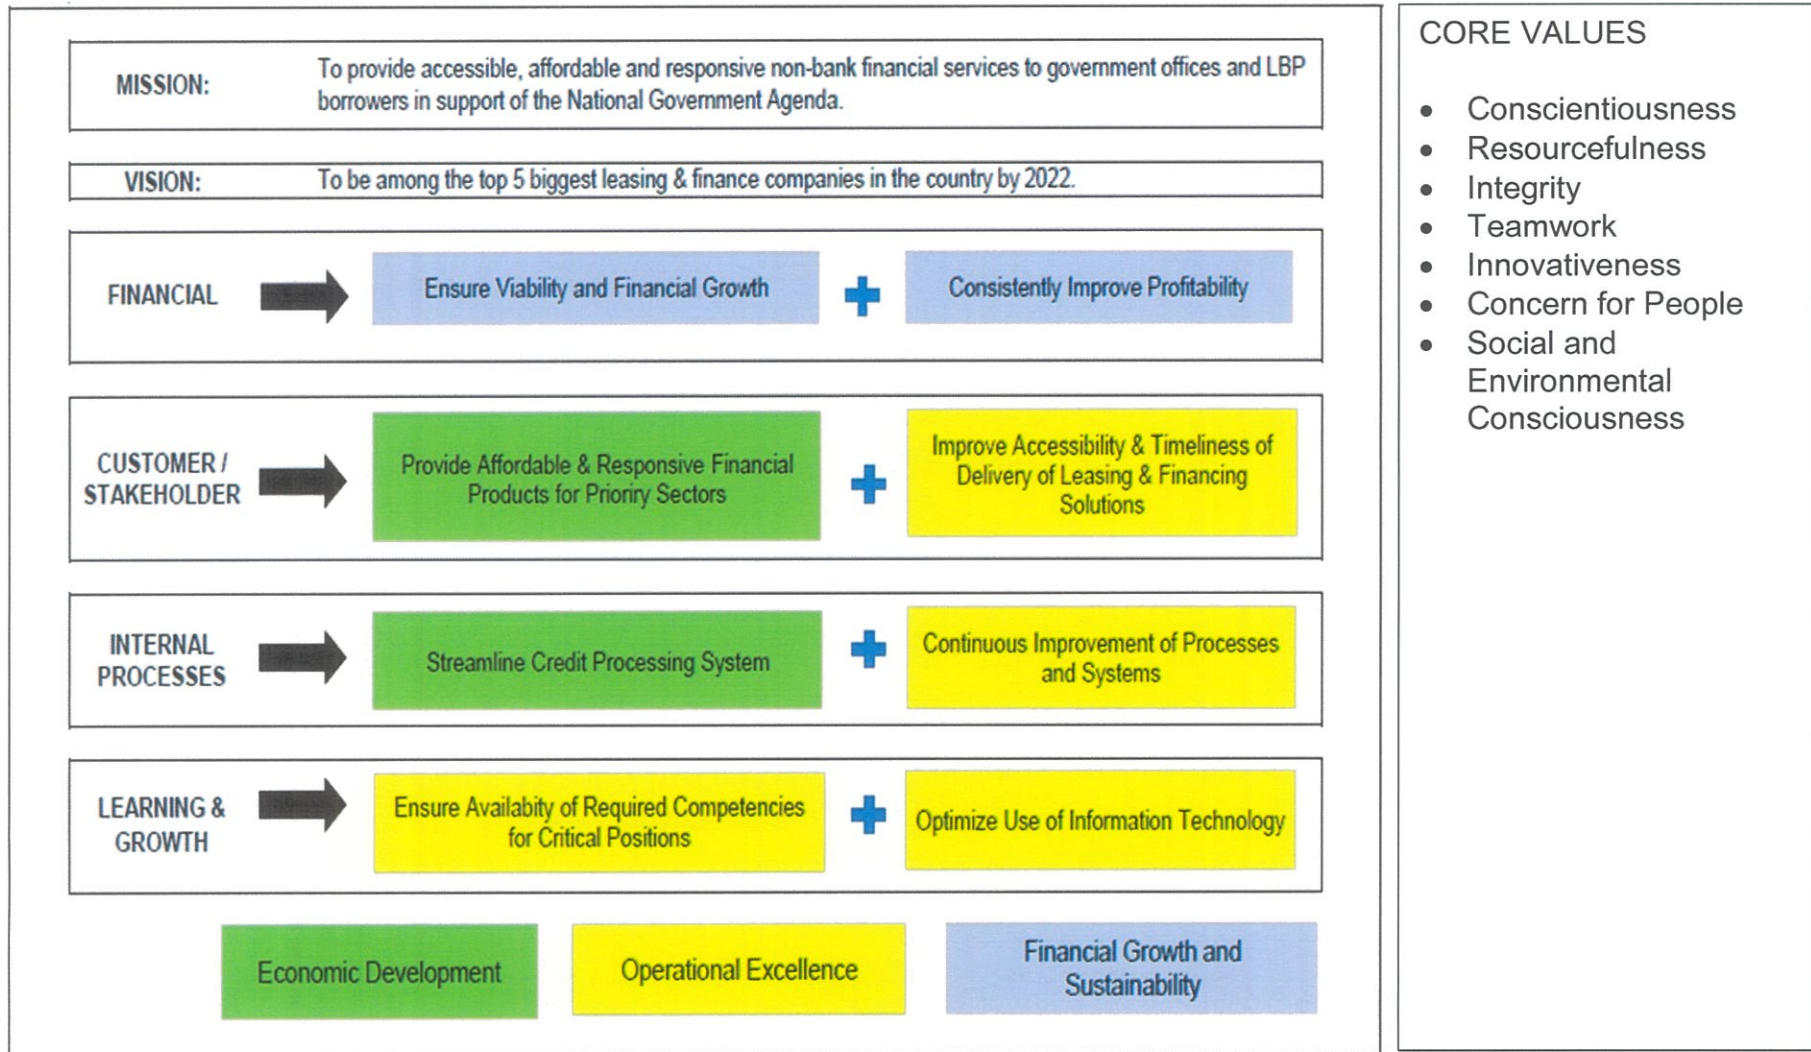 MISSION:
To provide accessible, affordable and responsive non-bank financial services to government offices and LBP
borrowers in support of the National Government Agenda.
VISION:
To be among the top 5 biggest leasing & finance companies in the country by 2022.
FINANCIAL
Ensure Viability and Financial Growth
Consistently Improve Profitability
CUSTOMER /
STAKEHOLDER
Provide Affordable & Responsive Financial
Products for Prioriry Sectors
Improve Accessibility & Timeliness of
Delivery of Leasing & Financing
Solutions
INTERNAL
PROCESSES
Streamline Credit Processing System
Continuous Improvement of Processes
and Systems
LEARNING &
GROWTH
Ensure Availabity of Required Competencies
for Critical Positions
Optimize Use of Information Technology
Economic Development
Operational Excellence
Financial Growth and
Sustainability
CORE VALUES
• Conscientiousness
• Resourcefulness
• Integrity
• Teamwork
• Innovativeness
• Concern for People
• Social and
Environmental
Consciousness